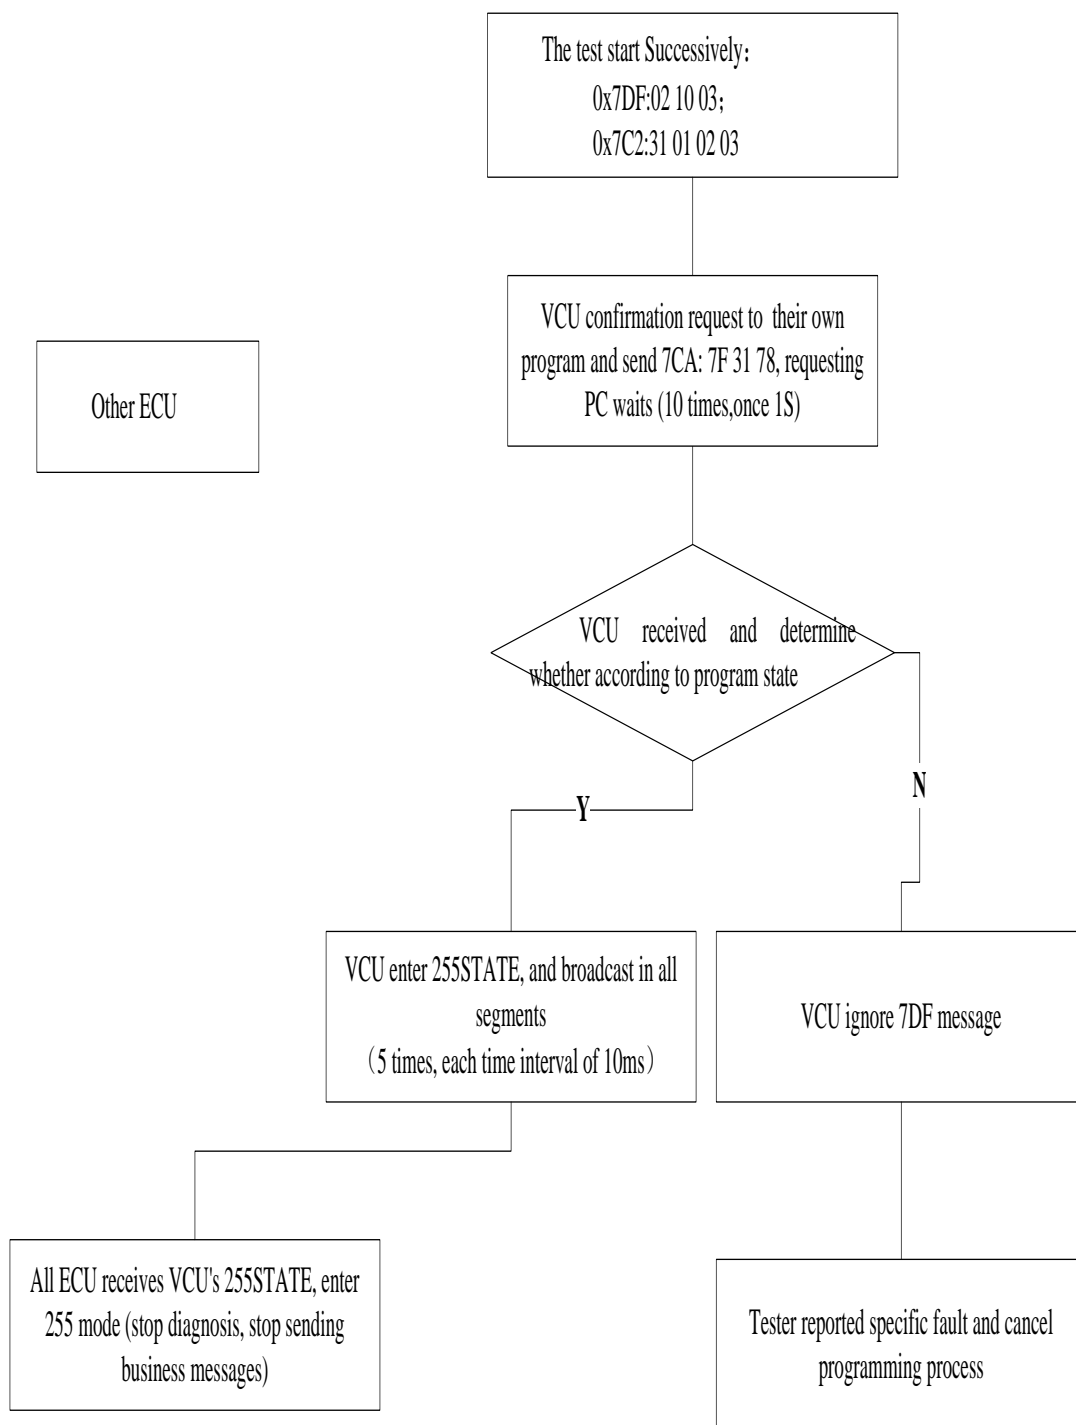 The test start Successively：
0x7DF:02 10 03；
0x7C2:31 01 02 03
VCU confirmation request to their own
program and send 7CA: 7F 31 78, requesting
PC waits (10 times,once 1S)
Other ECU
VCU received and determine
whether according to program state
Y
N
VCU enter 255STATE, and broadcast in all
segments
（5 times, each time interval of 10ms）
VCU ignore 7DF message
All ECU receives VCU's 255STATE, enter
255 mode (stop diagnosis, stop sending
business messages)
Tester reported specific fault and cancel
programming process